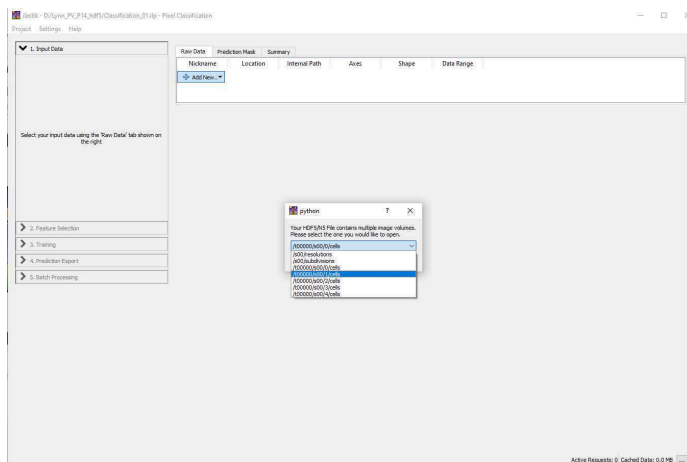 ilastik - D:/Lynn_PV_P14_hdf5/Classification_01.ilp - Pixel Classification
Project Settings Help
1. Input Data
Raw Data Prediction Mask Summary
Nickname Location Internal Path Axes Shape Data Range
Add New...
Select your input data using the 'Raw Data' tab shown on
the right
python ? ×
Your HDF5/N5 File contains multiple image volumes.
Please select the one you would like to open.
/t00000/s00/0/cells
/s00/resolutions
/s00/subdivisions
/t00000/s00/0/cells
/t00000/s00/1/cells
/t00000/s00/2/cells
/t00000/s00/3/cells
/t00000/s00/4/cells
2. Feature Selection
3. Training
4. Prediction Export
5. Batch Processing
Active Requests: 0 Cached Data: 0.0 MB ...